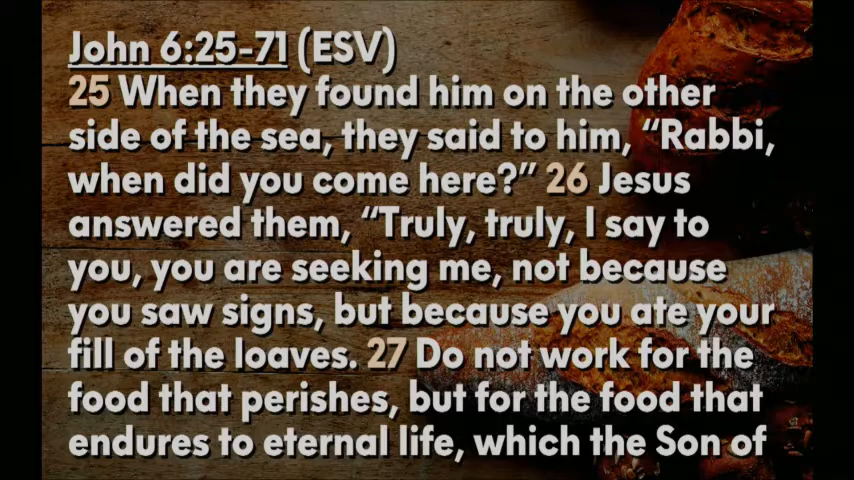 John 6:25-71 (ESV)
25 When they found him on the other
side of the sea, they said to him, “Rabbi,
when did you come here?” 26 Jesus
answered them, “Truly, truly, I say to
you, you are seeking me, not because
you saw signs, but because you ate your
fill of the loaves. 27 Do not work for the
food that perishes, but for the food that
endures to eternal life, which the Son of